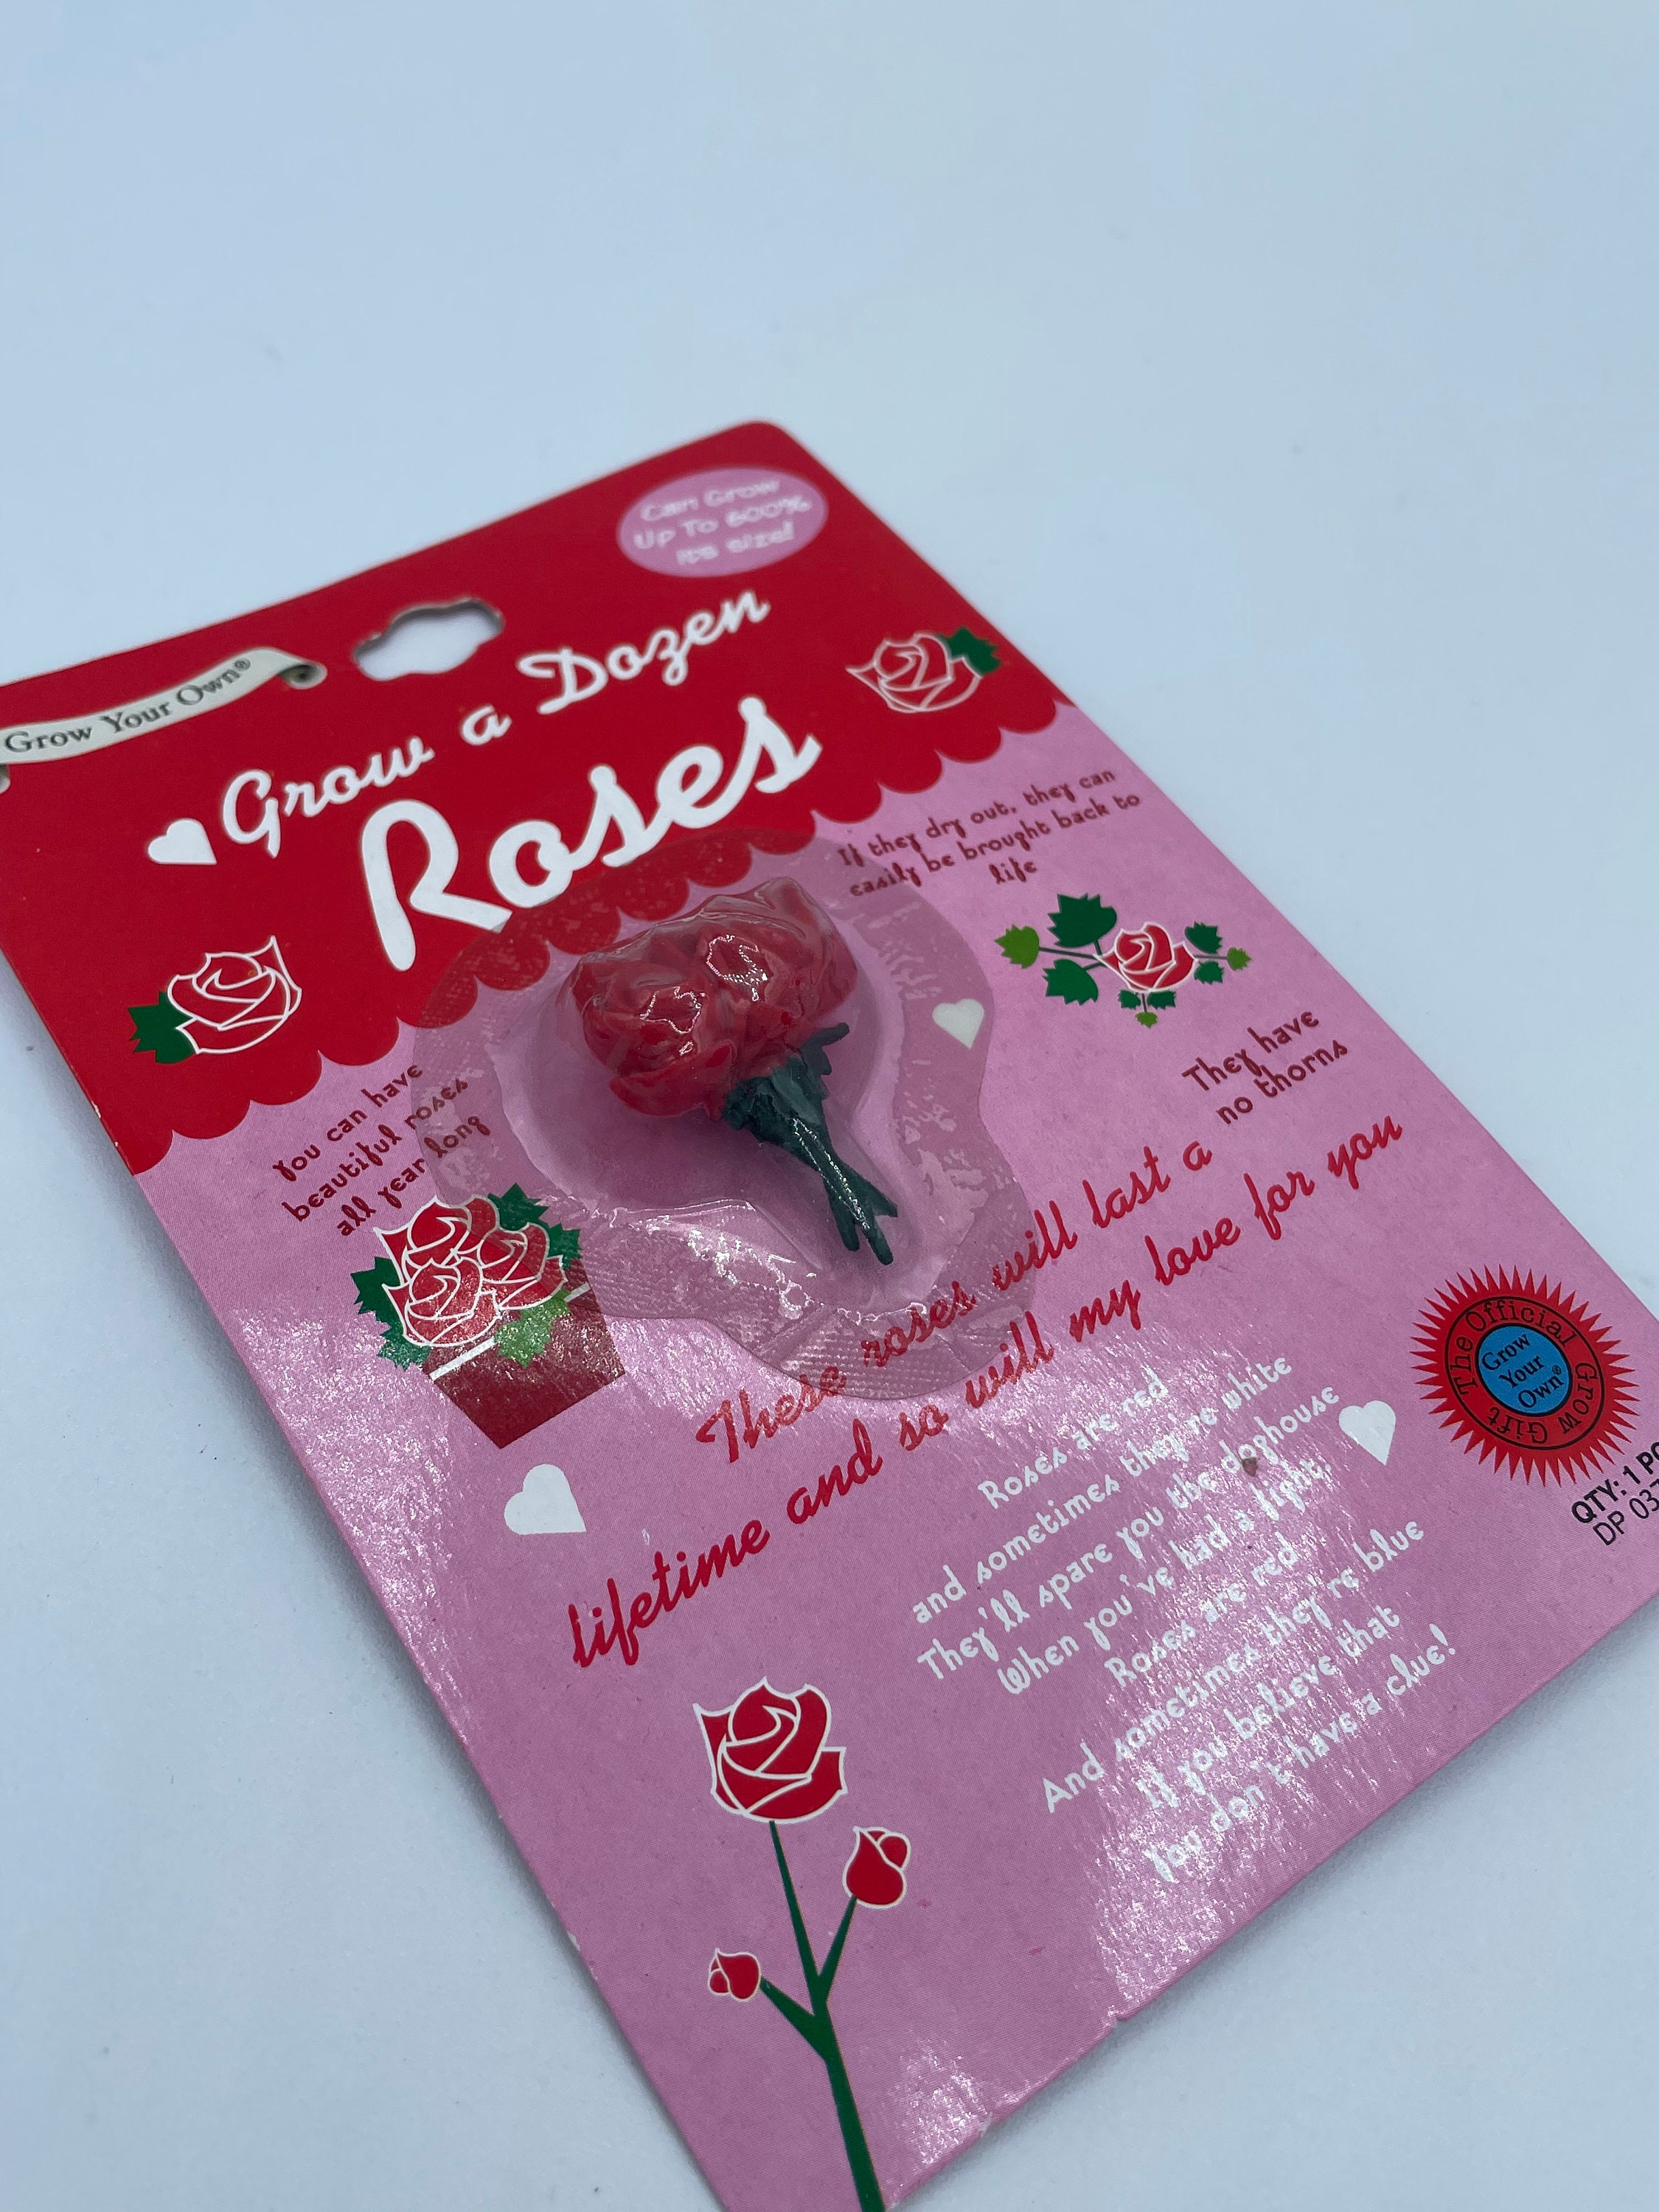 Can Grow
Up To 600%
its size!
Grow Your Own®
Grow a Dozen
Roses
If they dry out, they can
easily be brought back to
life
You can have
beautiful roses
all year long
They have
no thorns
These roses will last a
lifetime and so will my love for you
Roses are red
and sometimes they're white
They'll spare you the doghouse
When you've had a fight.
Roses are red
And sometimes they're blue
If you believe that
You don't have a clue!
The Official Grow Gift
Grow
Your
Own®
QTY: 1
DP